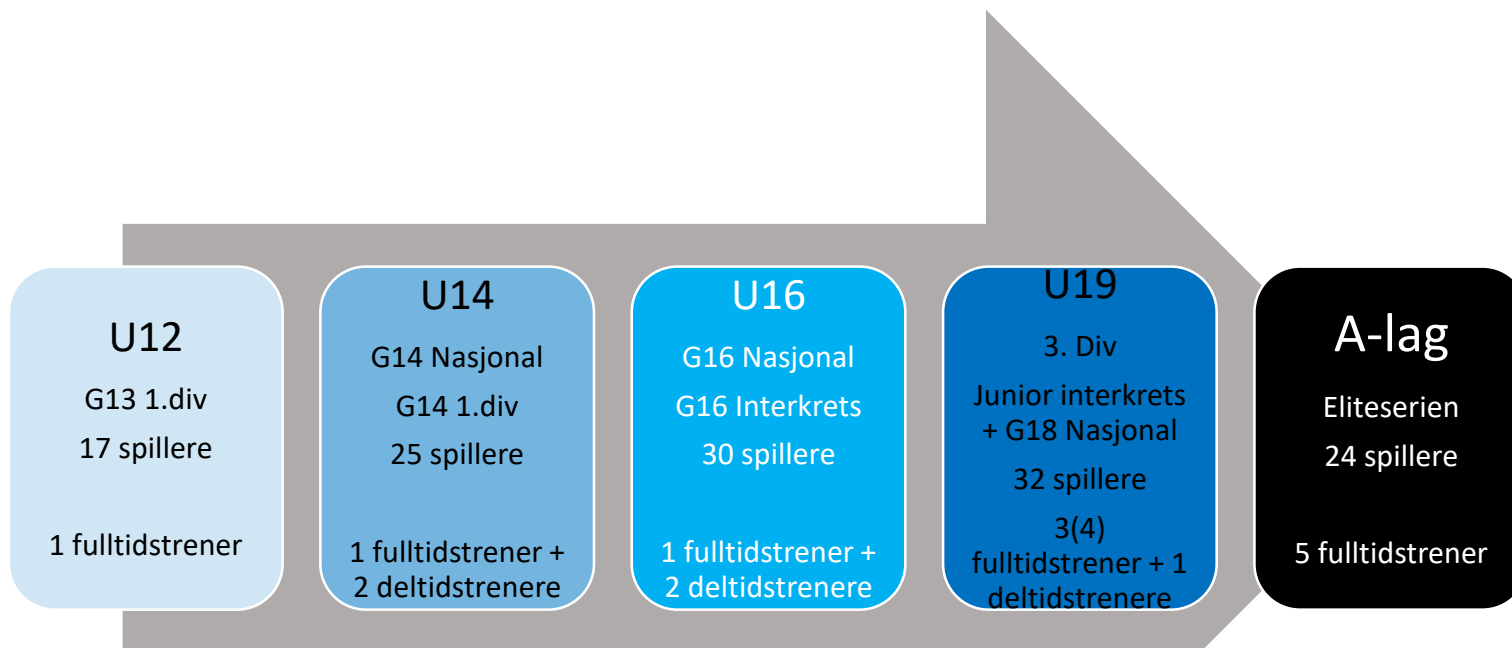 U12
G13 1.div
17 spillere
1 fulltidstrener
U14
G14 Nasjonal
G14 1.div
25 spillere
1 fulltidstrener +
2 deltidstrenere
U16
G16 Nasjonal
G16 Interkrets
30 spillere
1 fulltidstrener +
2 deltidstrenere
U19
3. Div
Junior interkrets
+ G18 Nasjonal
32 spillere
3(4)
fulltidstrener + 1
deltidstrenere
A-lag
Eliteserien
24 spillere
5 fulltidstrener